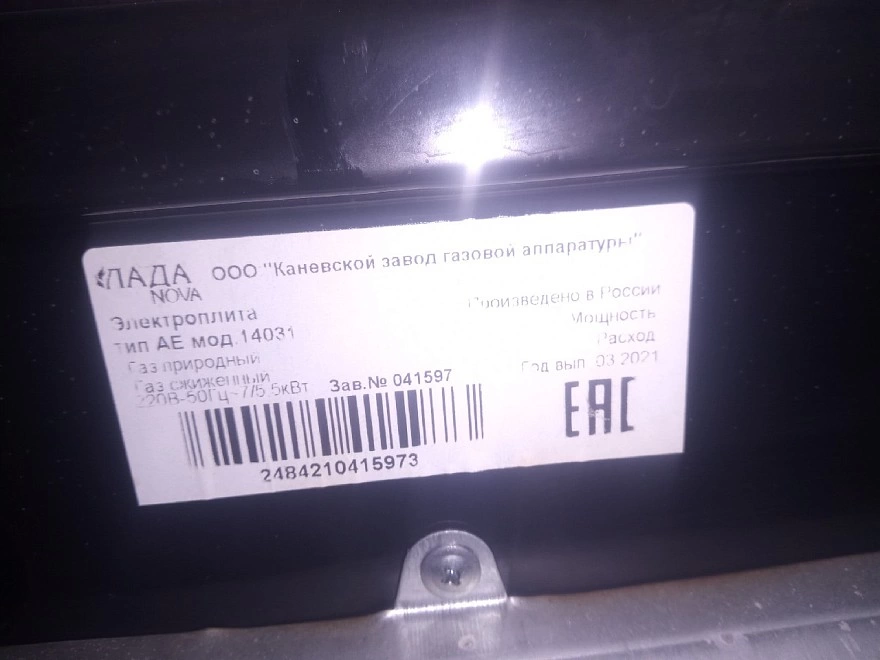 ЛАДА ООО "Каневской завод газовой аппаратуры"
NOVA
Электроплита
тип АЕ мод.14031
Газ природный
Газ сжиженный
220В-50Гц~7/5.5кВт Зав.№ 041597
Произведено в России
Мощность
Расход
Год вып. 03.2021
EAC
2484210415973